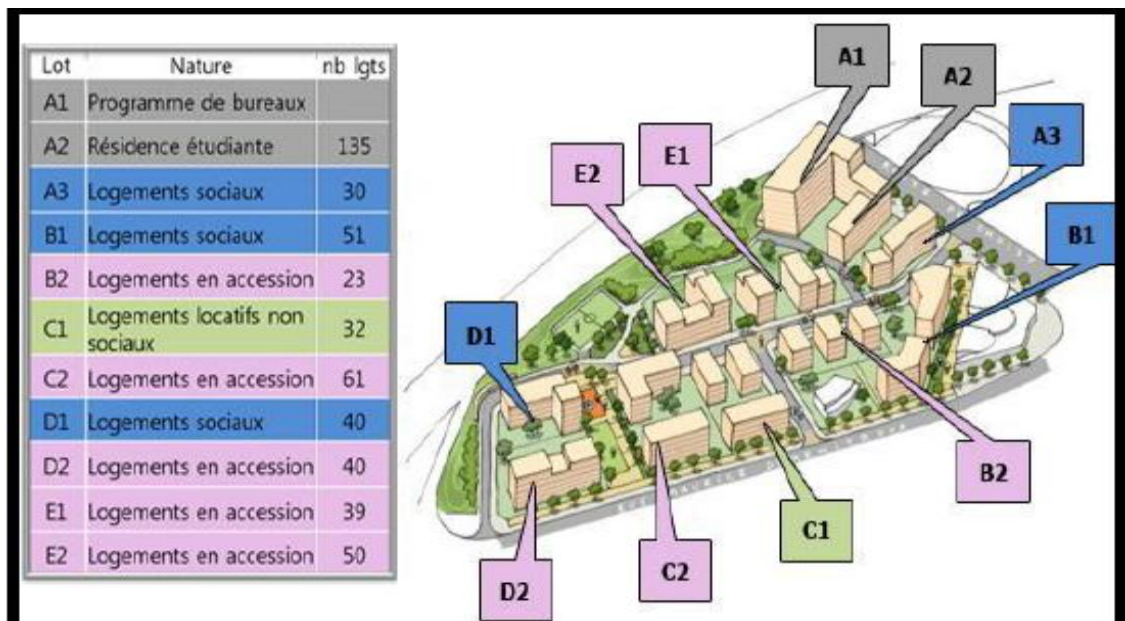 Lot Nature nb lgts
A1 Programme de bureaux
A2 Résidence étudiante 135
A3 Logements sociaux 30
B1 Logements sociaux 51
B2 Logements en accession 23
C1 Logements locatifs non sociaux 32
C2 Logements en accession 61
D1 Logements sociaux 40
D2 Logements en accession 40
E1 Logements en accession 39
E2 Logements en accession 50
A1
A2
A3
E1
E2
B1
D1
B2
C1
C2
D2